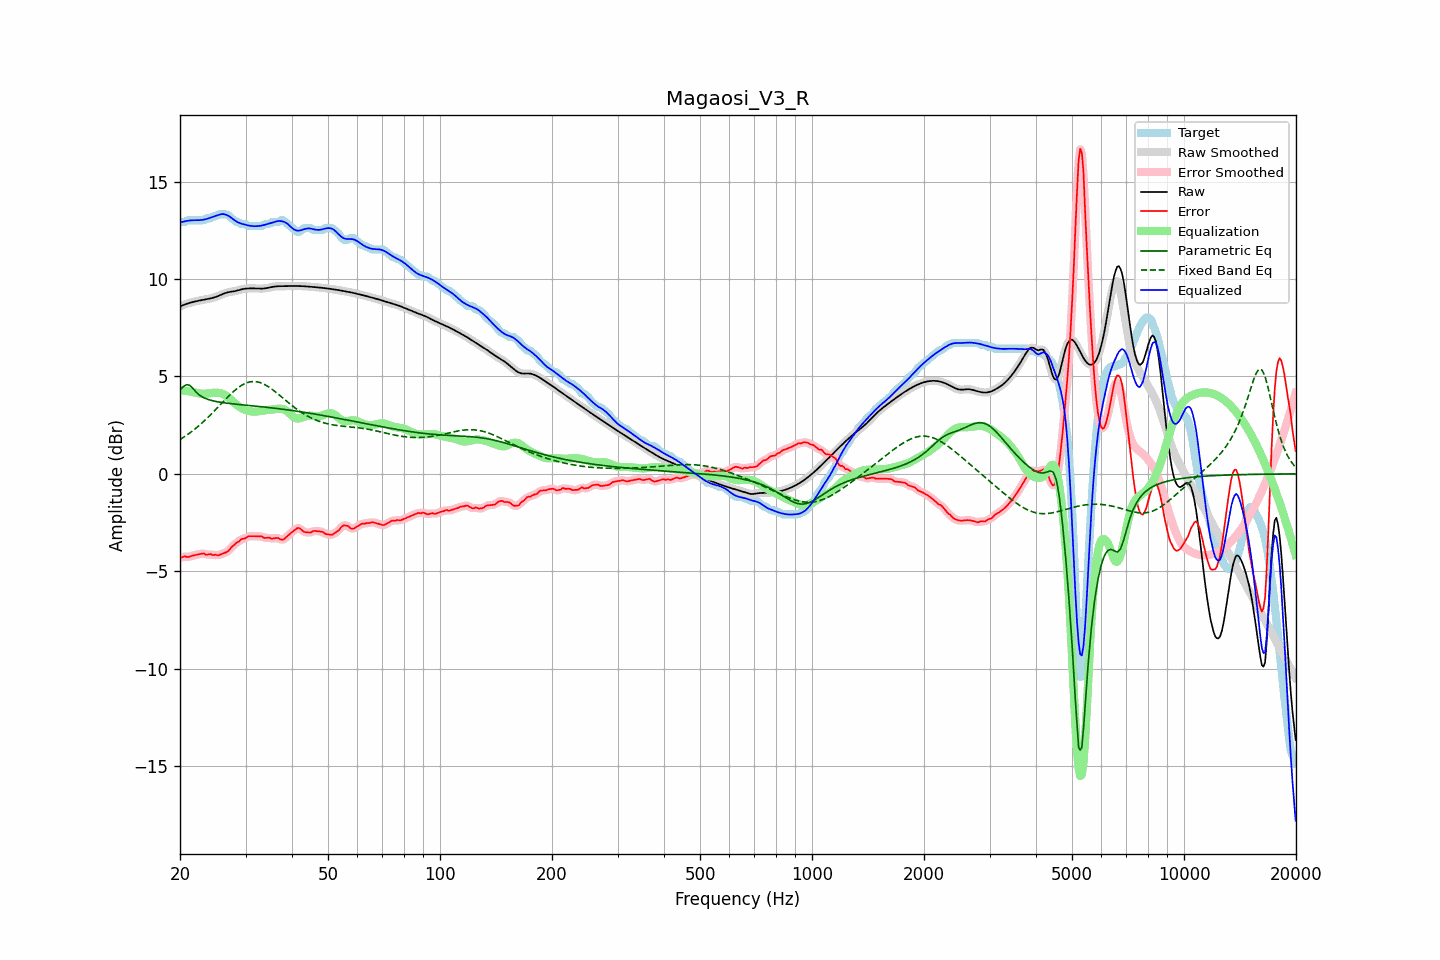 Magaosi_V3_R
Target
Raw Smoothed
Error Smoothed
Raw
Error
Equalization
Parametric Eq
Fixed Band Eq
Equalized
Amplitude (dBr)
15
10
5
0
−5
−10
−15
20
50
100
200
500
1000
2000
5000
10000
20000
Frequency (Hz)